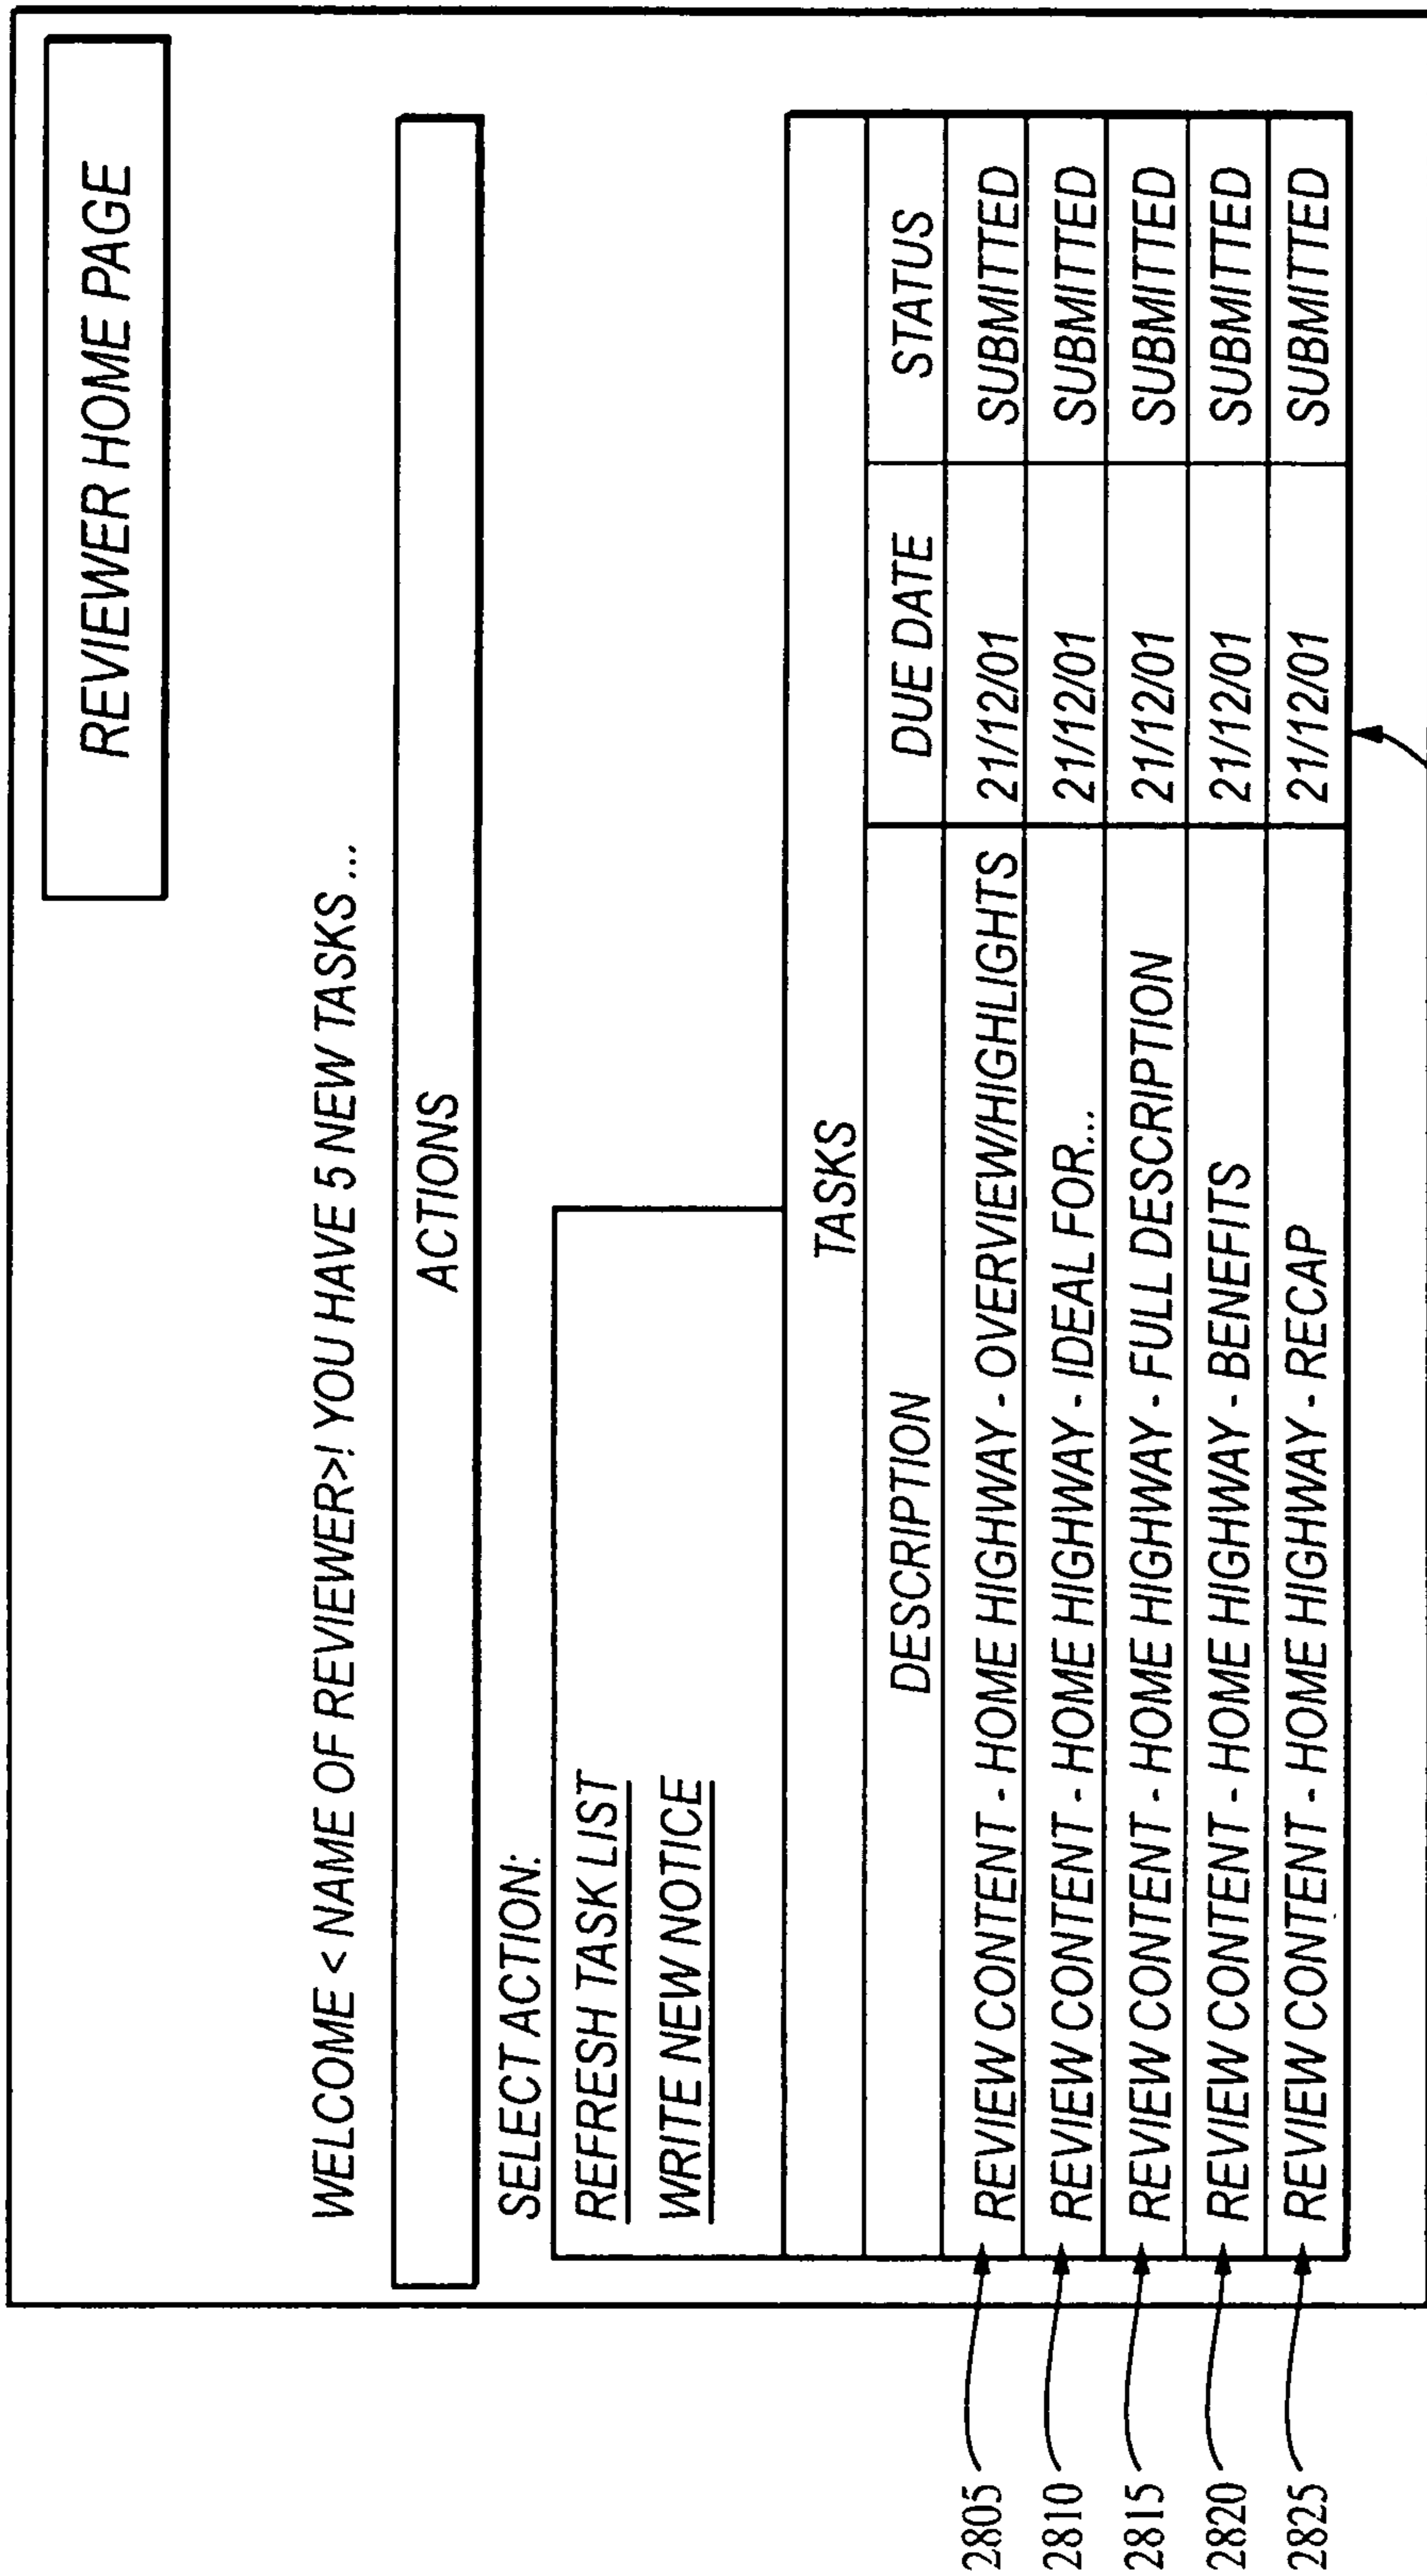 REVIEWER HOME PAGE
WELCOME < NAME OF REVIEWER>! YOU HAVE 5 NEW TASKS ...
ACTIONS
SELECT ACTION:
REFRESH TASK LIST
WRITE NEW NOTICE
TASKS
DESCRIPTION DUE DATE STATUS
2805 REVIEW CONTENT - HOME HIGHWAY - OVERVIEW/HIGHLIGHTS 21/12/01 SUBMITTED
2810 REVIEW CONTENT - HOME HIGHWAY - IDEAL FOR... 21/12/01 SUBMITTED
2815 REVIEW CONTENT - HOME HIGHWAY - FULL DESCRIPTION 21/12/01 SUBMITTED
2820 REVIEW CONTENT - HOME HIGHWAY - BENEFITS 21/12/01 SUBMITTED
2825 REVIEW CONTENT - HOME HIGHWAY - RECAP 21/12/01 SUBMITTED